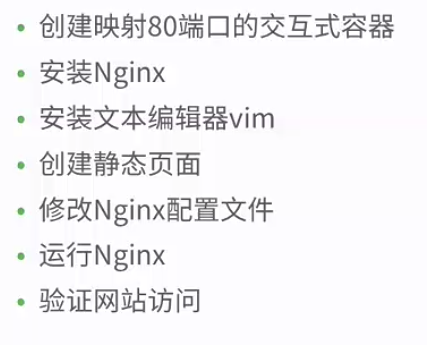 • 创建映射80端口的交互式容器
• 安装Nginx
• 安装文本编辑器vim
• 创建静态页面
• 修改Nginx配置文件
• 运行Nginx
• 验证网站访问